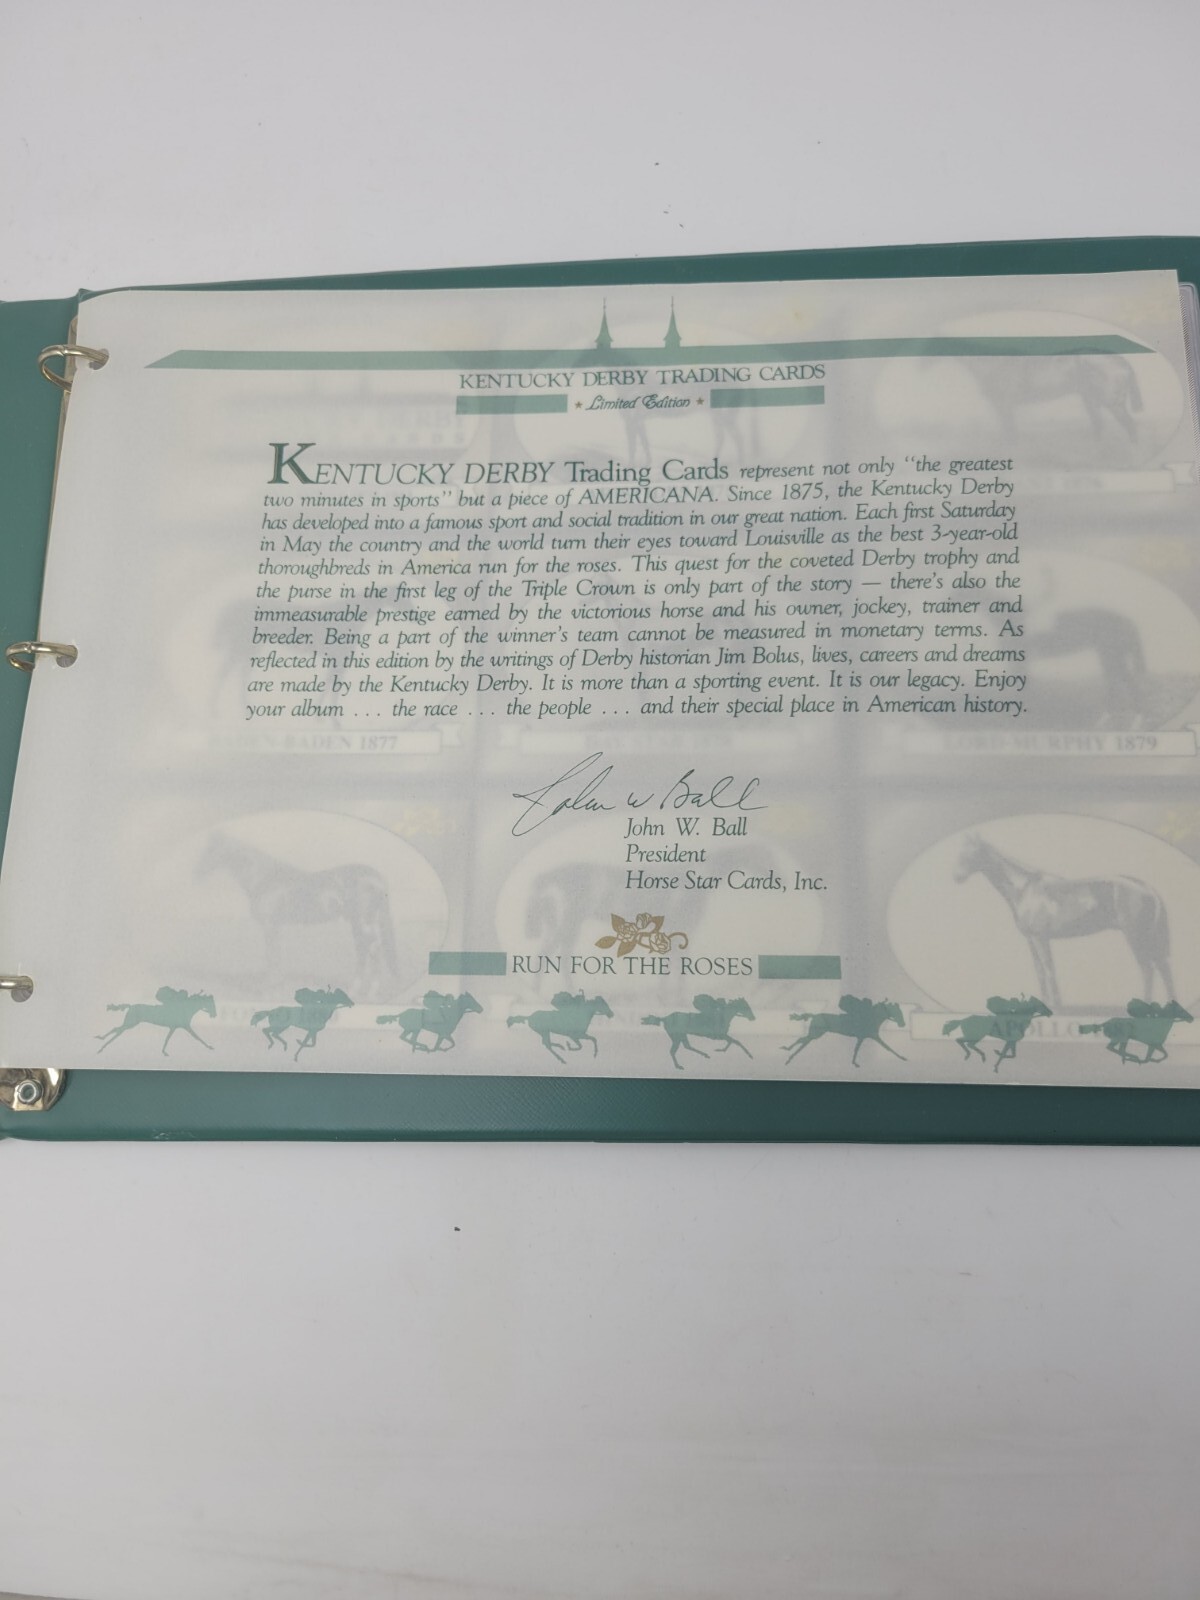 KENTUCKY DERBY TRADING CARDS
★ Limited Edition ★
KENTUCKY DERBY Trading Cards represent not only “the greatest
two minutes in sports” but a piece of AMERICANA. Since 1875, the Kentucky Derby
has developed into a famous sport and social tradition in our great nation. Each first Saturday
in May the country and the world turn their eyes toward Louisville as the best 3-year-old
thoroughbreds in America run for the roses. This quest for the coveted Derby trophy and
the purse in the first leg of the Triple Crown is only part of the story — there’s also the
immeasurable prestige earned by the victorious horse and his owner, jockey, trainer and
breeder. Being a part of the winner’s team cannot be measured in monetary terms. As
reflected in this edition by the writings of Derby historian Jim Bolus, lives, careers and dreams
are made by the Kentucky Derby. It is more than a sporting event. It is our legacy. Enjoy
your album . . . the race . . . the people . . . and their special place in American history.
BADEN 1877
LORD MURPHY 1879
John W Ball
John W. Ball
President
Horse Star Cards, Inc.
RUN FOR THE ROSES
APOLLO